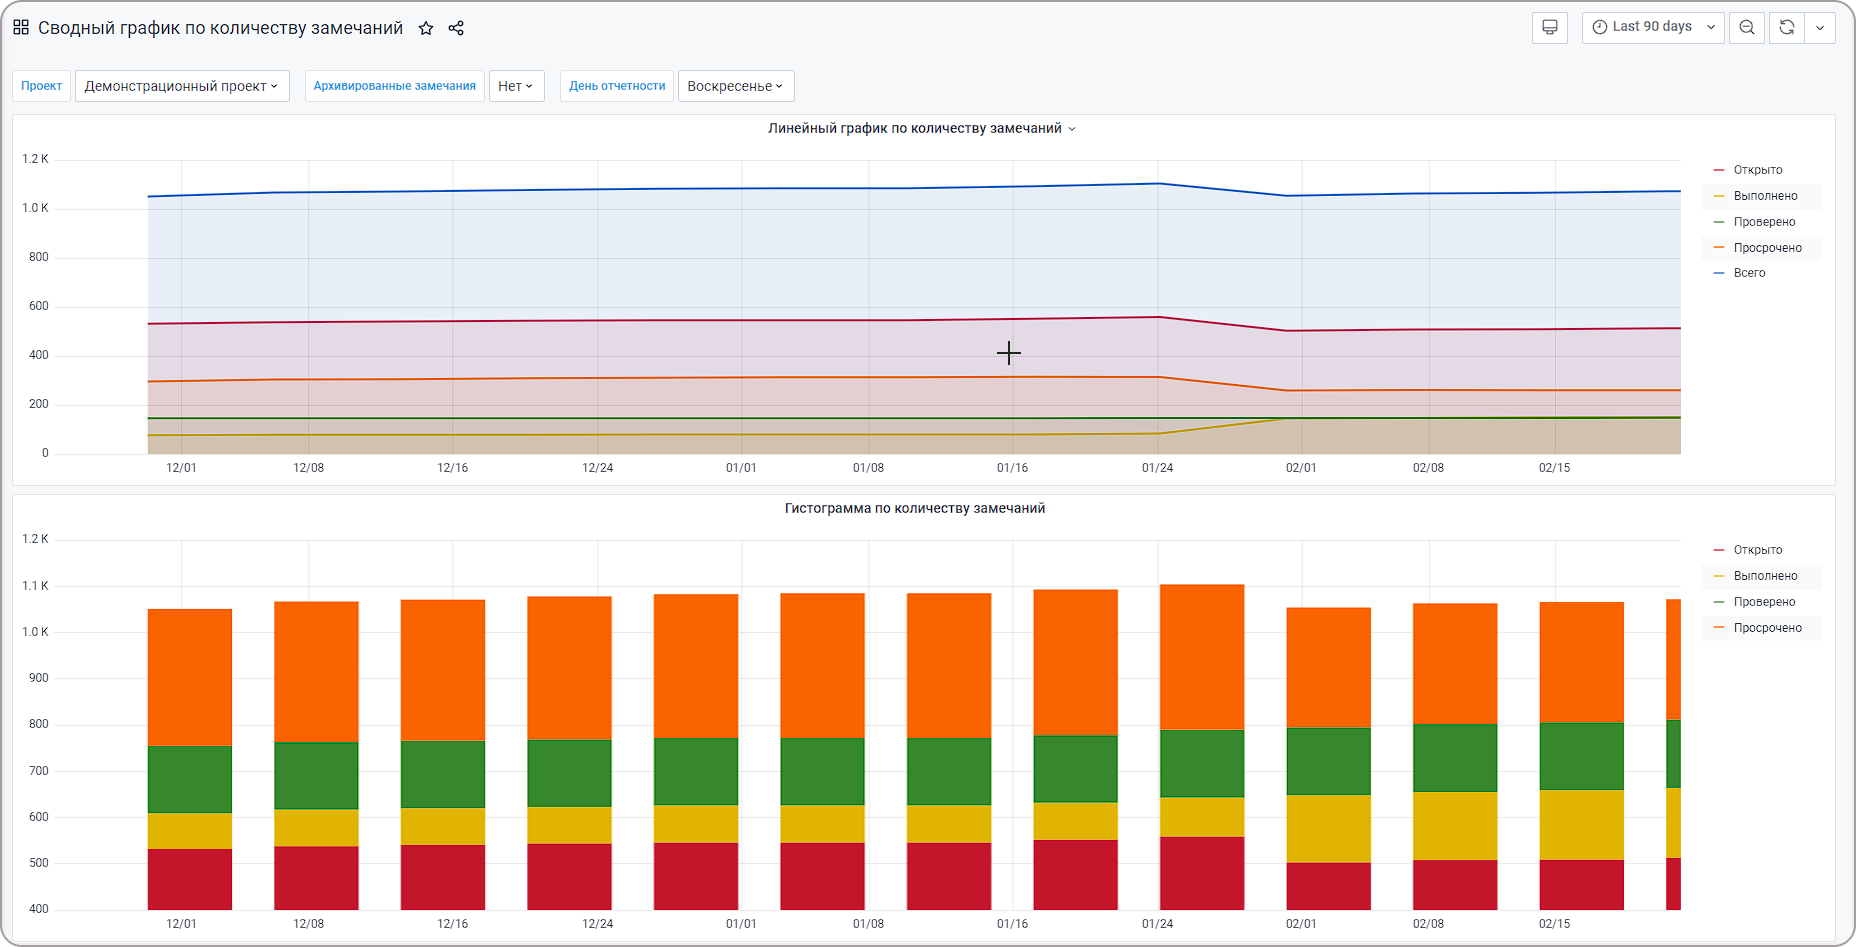 Сводный график по количеству замечаний
Last 90 days
Проект Демонстрационный проект Архивированные замечания Нет День отчетности Воскресенье
Линейный график по количеству замечаний
1.2 K
1.0 K
800
600
400
200
0
12/01 12/08 12/16 12/24 01/01 01/08 01/16 01/24 02/01 02/08 02/15
Открыто
Выполнено
Проверено
Просрочено
Всего
Гистограмма по количеству замечаний
1.2 K
1.1 K
1.0 K
900
800
700
600
500
400
12/01 12/08 12/16 12/24 01/01 01/08 01/16 01/24 02/01 02/08 02/15
Открыто
Выполнено
Проверено
Просрочено